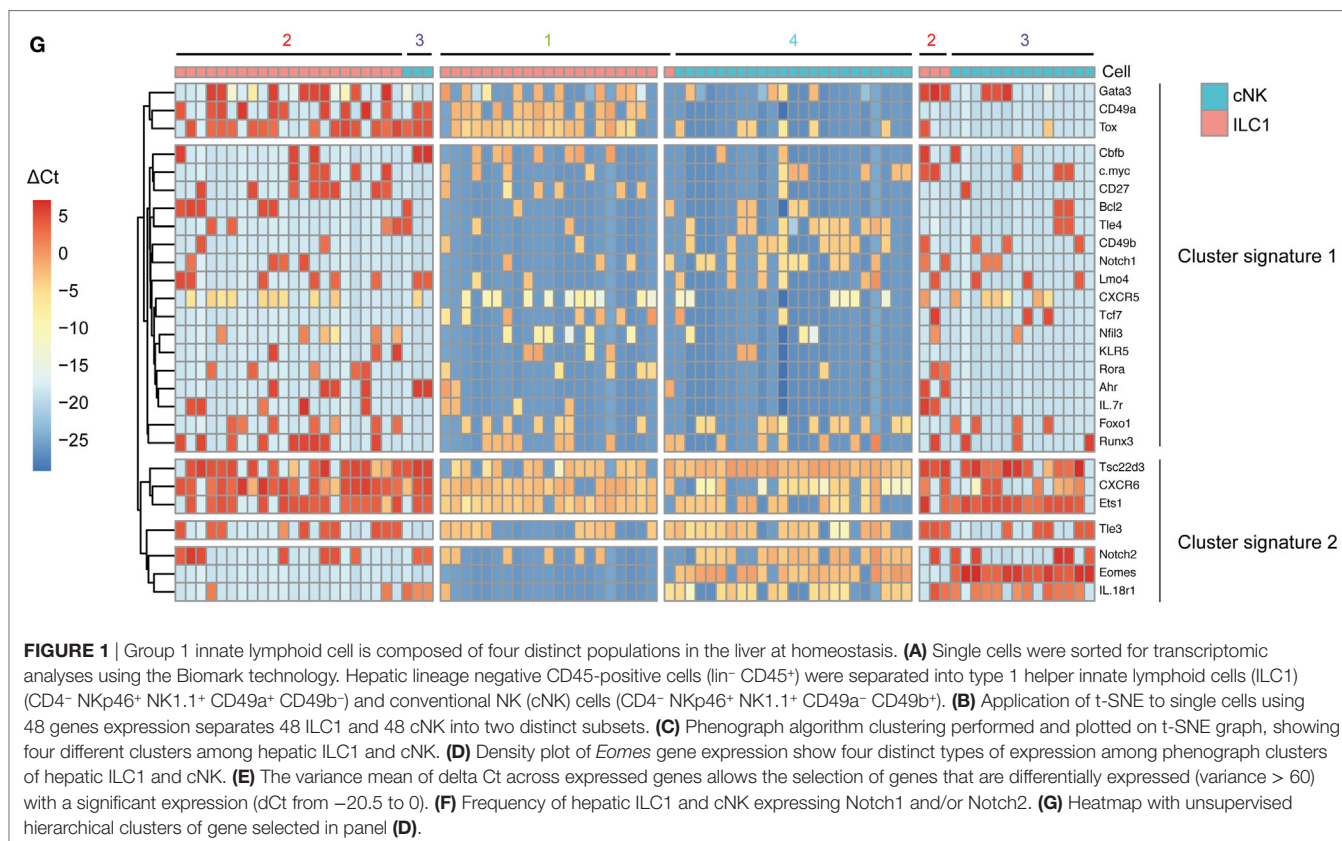 G
2
3
1
4
2
3
Cell
cNK
ILC1
Gata3
CD49a
Tox
Cbfb
c.myc
CD27
Bcl2
Tle4
CD49b
Notch1
Lmo4
CXCR5
Tcf7
Nfil3
KLR5
Rora
Ahr
IL.7r
Foxo1
Runx3
Cluster signature 1
Tsc22d3
CXCR6
Ets1
Tle3
Notch2
Eomes
IL.18r1
Cluster signature 2
ΔCt
5
0
−5
−10
−15
−20
−25
FIGURE 1 | Group 1 innate lymphoid cell is composed of four distinct populations in the liver at homeostasis. (A) Single cells were sorted for transcriptomic
analyses using the Biomark technology. Hepatic lineage negative CD45-positive cells (lin− CD45+) were separated into type 1 helper innate lymphoid cells (ILC1)
(CD4− NKp46+ NK1.1+ CD49a+ CD49b−) and conventional NK (cNK) cells (CD4− NKp46+ NK1.1+ CD49a− CD49b+). (B) Application of t-SNE to single cells using
48 genes expression separates 48 ILC1 and 48 cNK into two distinct subsets. (C) Phenograph algorithm clustering performed and plotted on t-SNE graph, showing
four different clusters among hepatic ILC1 and cNK. (D) Density plot of Eomes gene expression show four distinct types of expression among phenograph clusters
of hepatic ILC1 and cNK. (E) The variance mean of delta Ct across expressed genes allows the selection of genes that are differentially expressed (variance > 60)
with a significant expression (dCt from −20.5 to 0). (F) Frequency of hepatic ILC1 and cNK expressing Notch1 and/or Notch2. (G) Heatmap with unsupervised
hierarchical clusters of gene selected in panel (D).